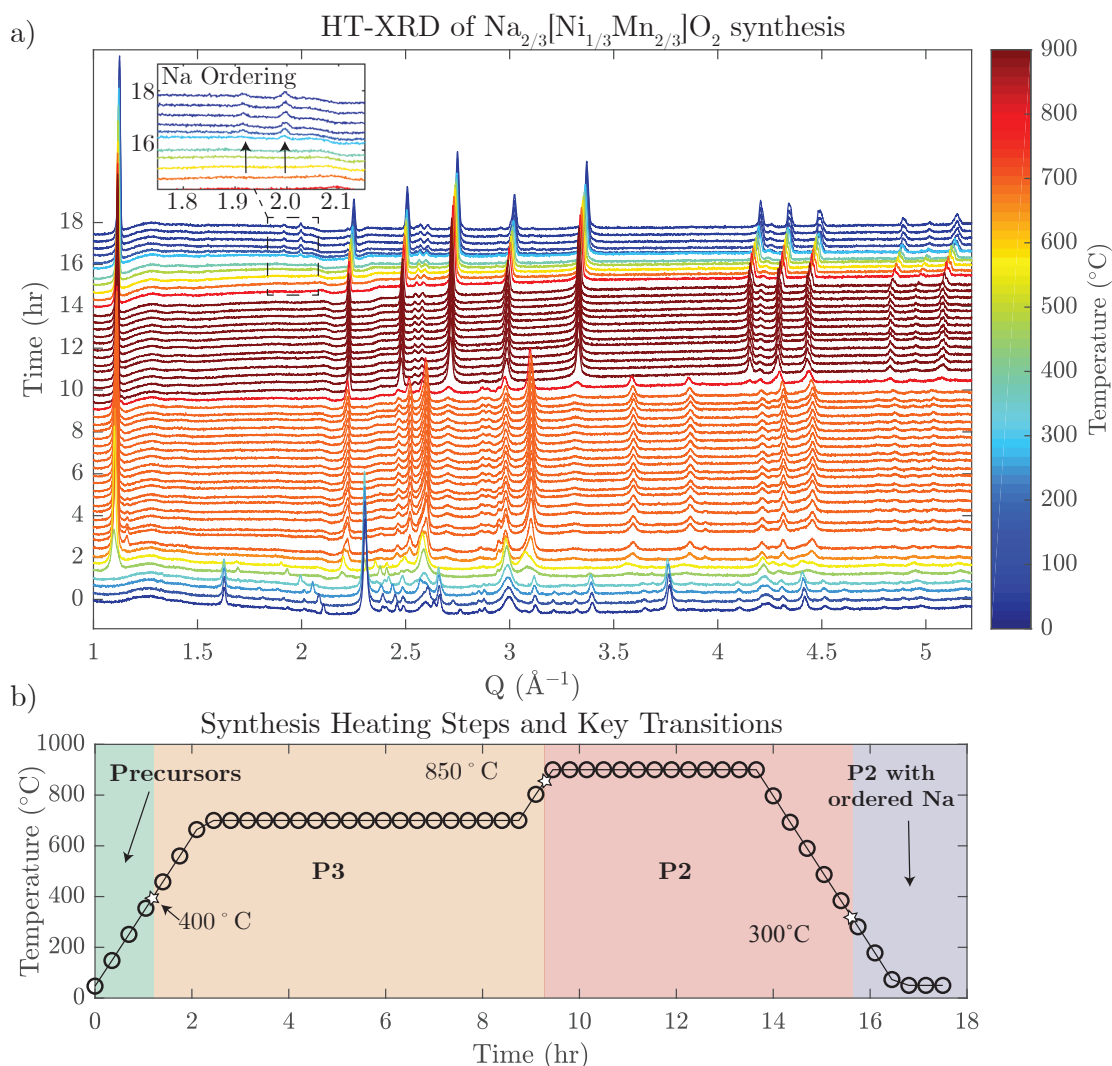 a)
HT-XRD of Na2/3[Ni1/3Mn2/3]O2 synthesis
Na Ordering
18
16
1.8 1.9 2.0 2.1
Time (hr)
18
16
14
12
10
8
6
4
2
0
1 1.5 2 2.5 3 3.5 4 4.5 5
Q (Å−1)
900
800
700
600
500
400
300
200
100
0
Temperature (°C)
b)
Synthesis Heating Steps and Key Transitions
Temperature (°C)
1000
800
600
400
200
0
Precursors
400 °C
P3
850 °C
P2
300°C
P2 with
ordered Na
0 2 4 6 8 10 12 14 16 18
Time (hr)